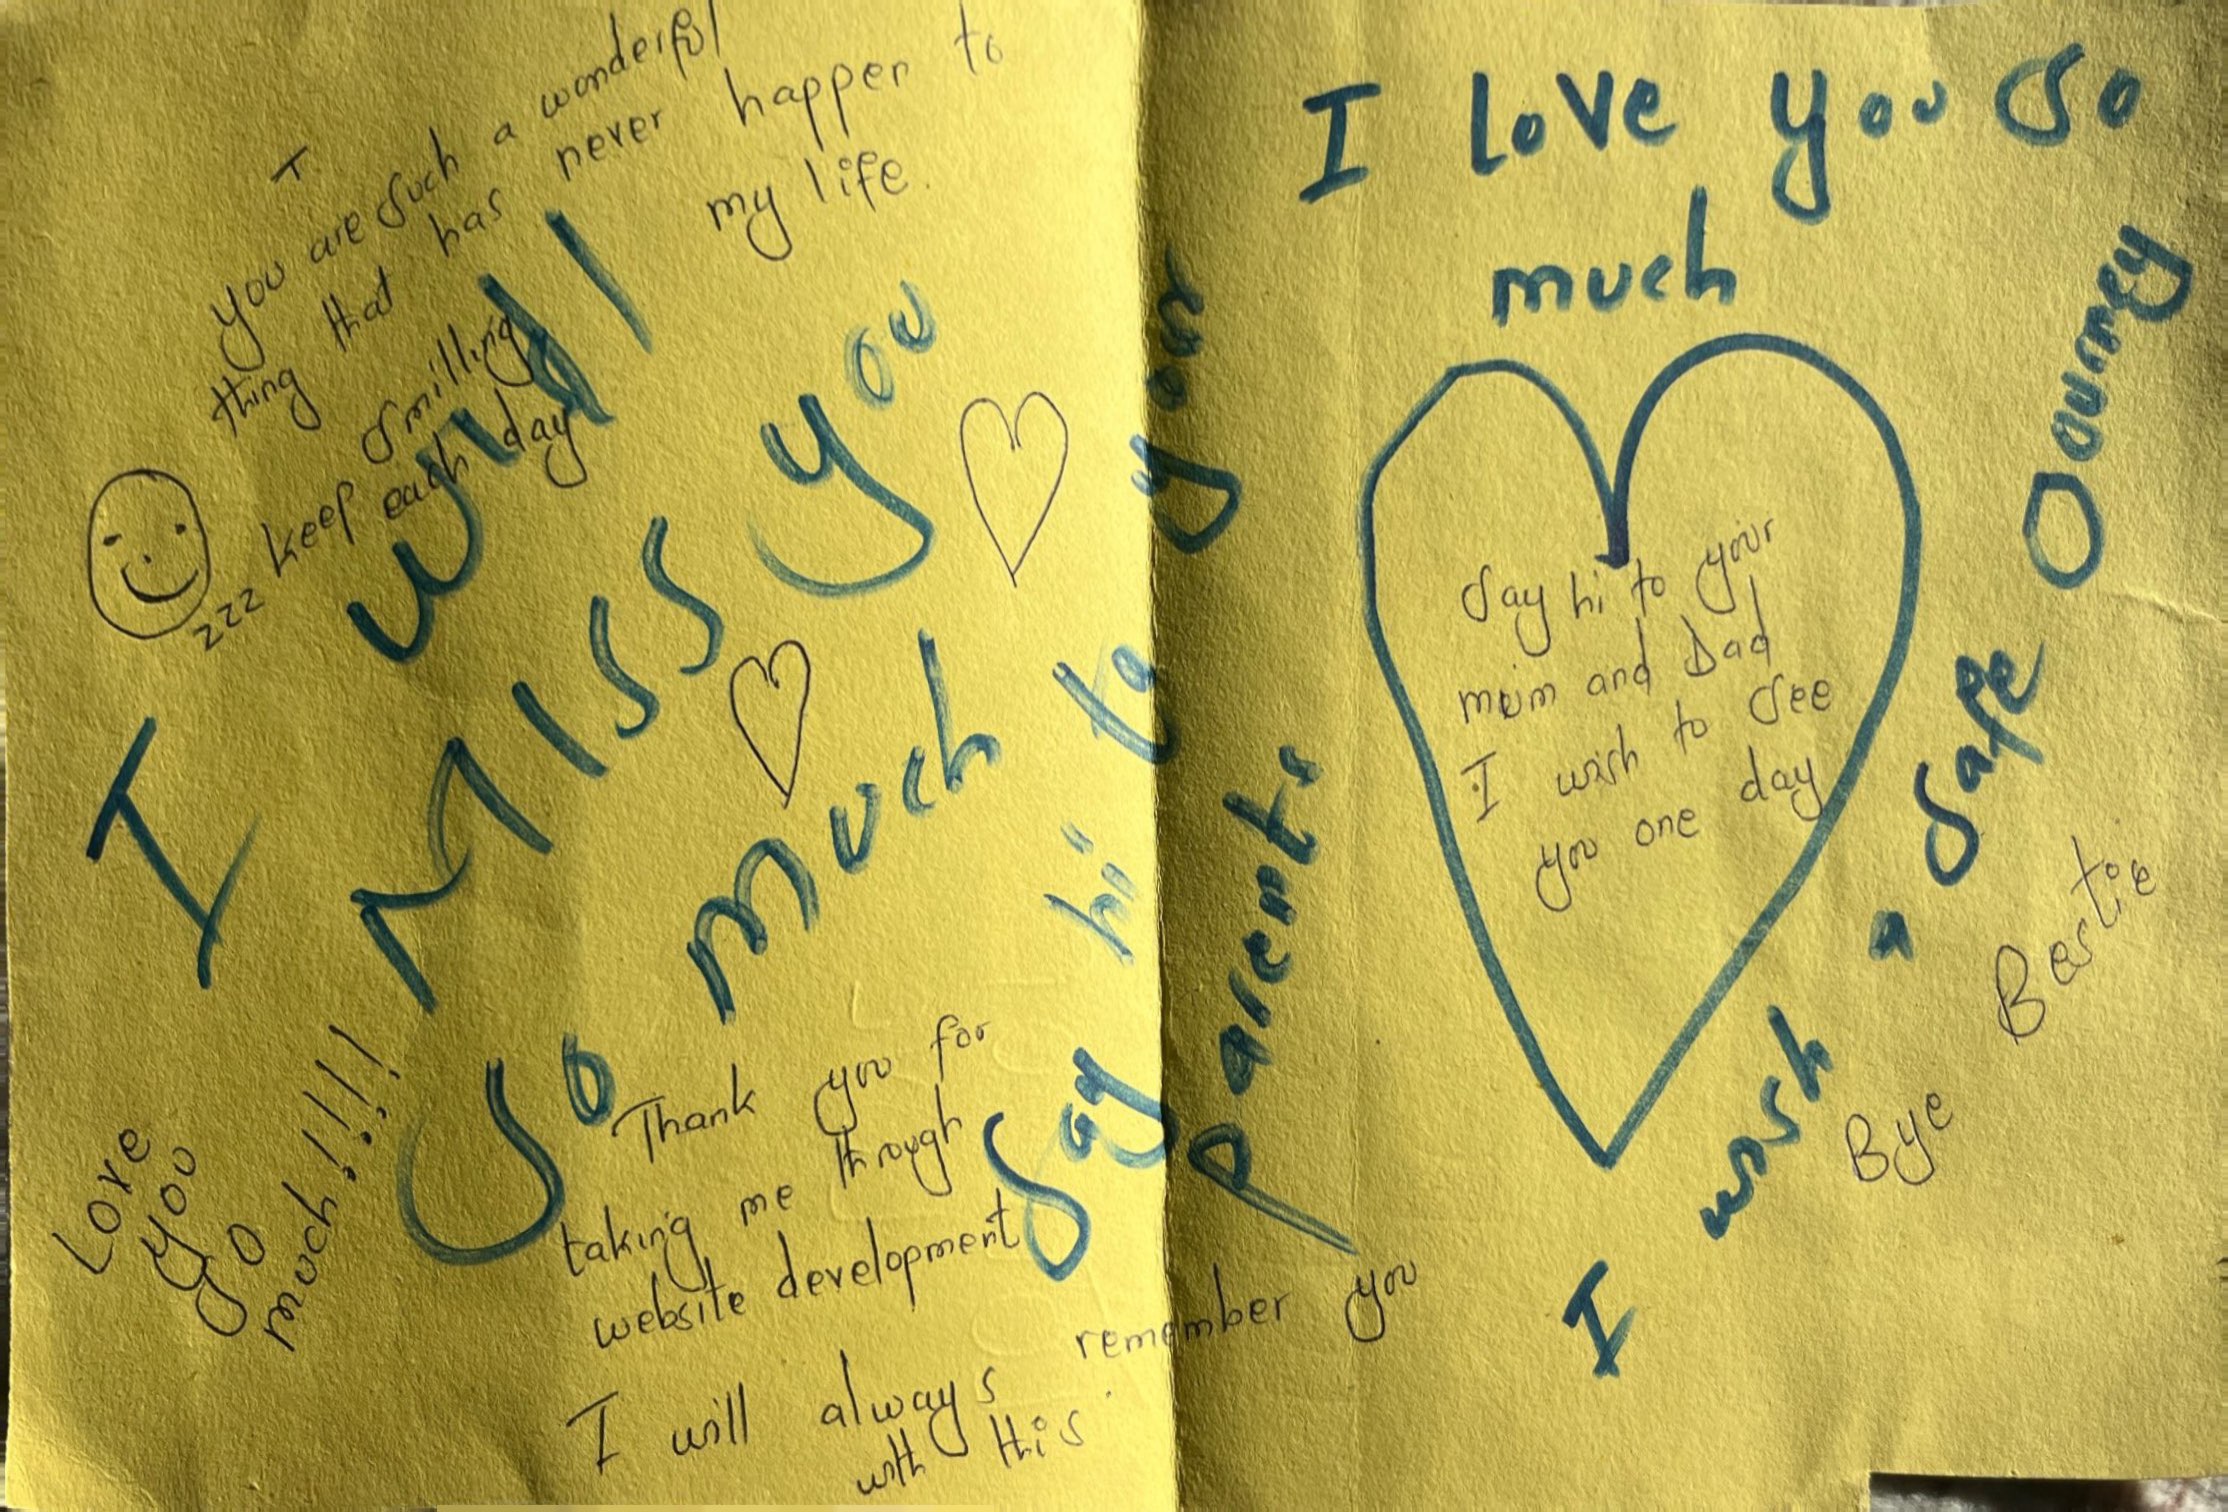 you are such a wonderful
thing that has never happen to
my life.
keep smilling
each day
zzz
I will
Miss you
So much
Love
you
so
much!!!!
Thank you for
taking me through
website development
I will always remember you
with this
Say hi to your
parents
I love you so
much
Say hi to your
mom and Dad
I wish to see
you one day
I wish a safe Journey
Bye Bestie